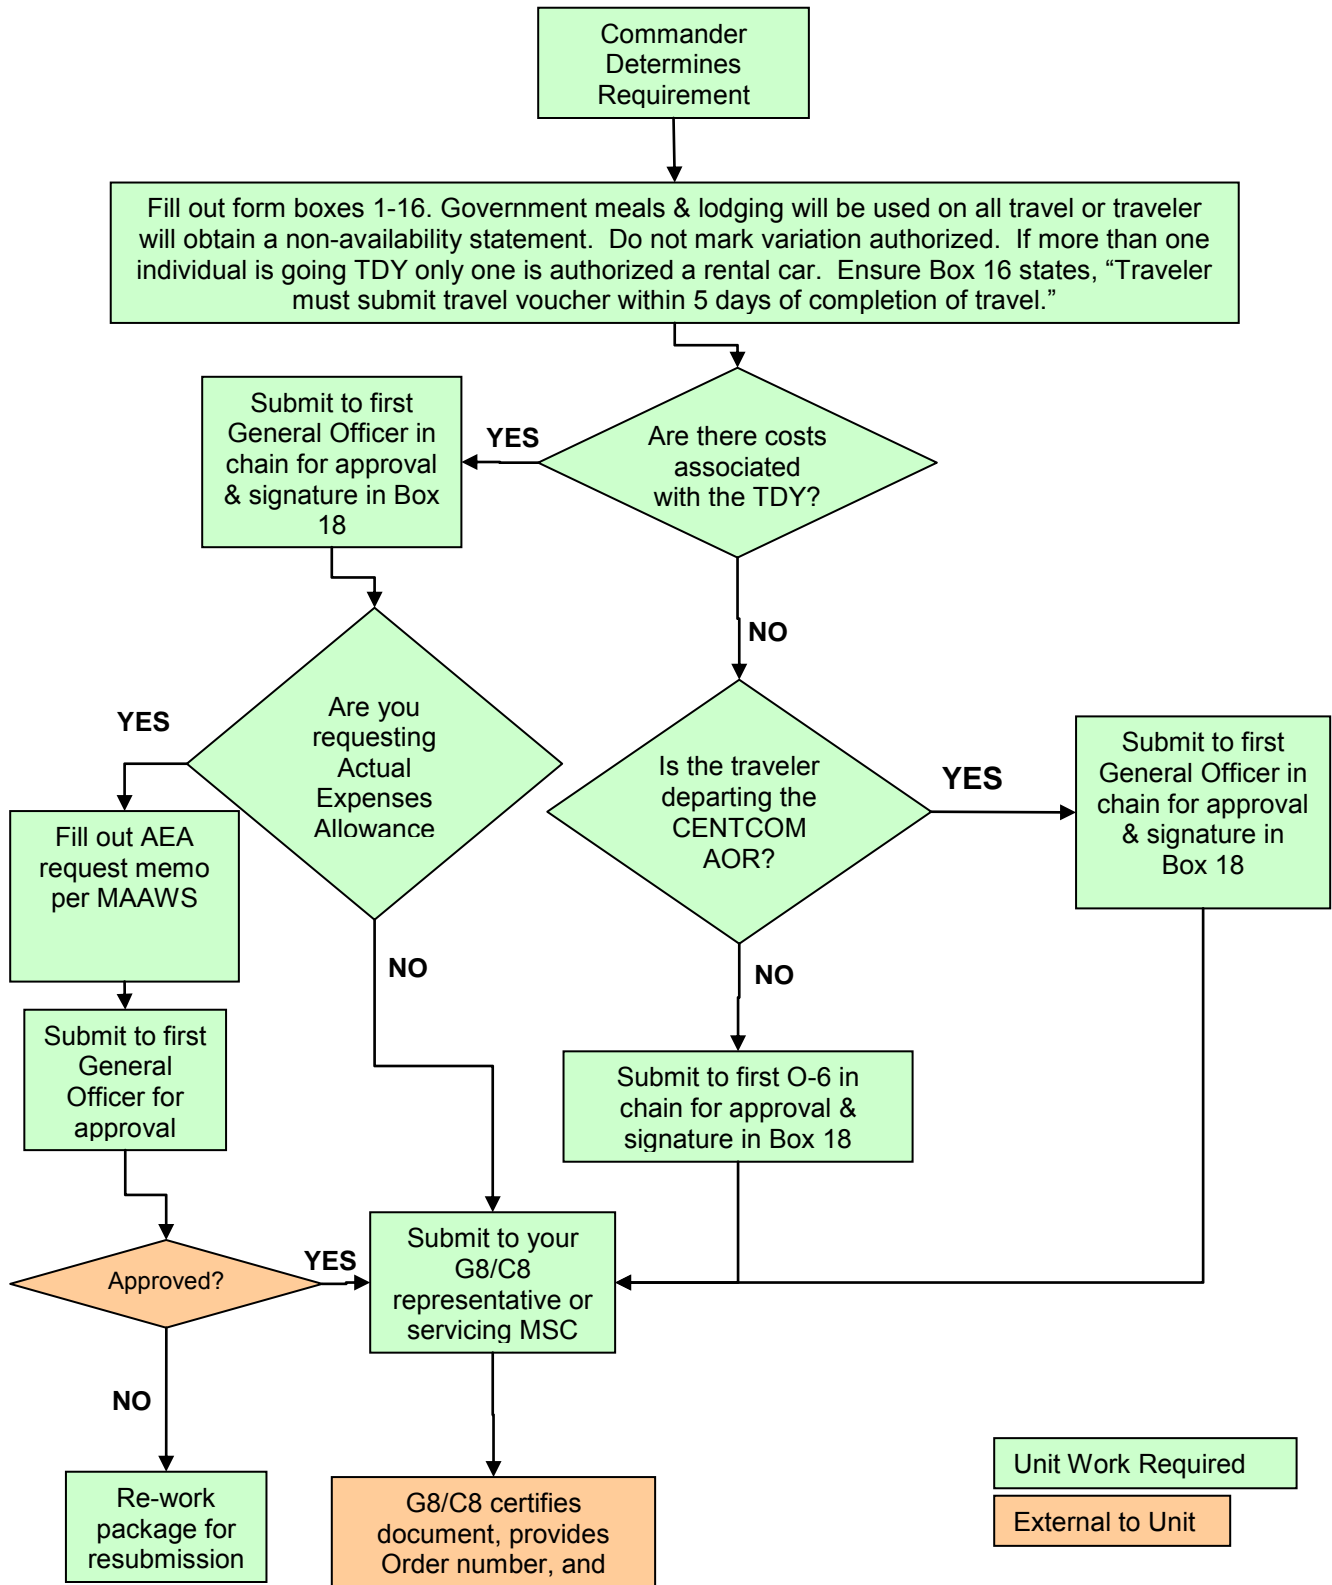 Commander
Determines
Requirement
Fill out form boxes 1-16. Government meals & lodging will be used on all travel or traveler
will obtain a non-availability statement.  Do not mark variation authorized.  If more than one
individual is going TDY only one is authorized a rental car.  Ensure Box 16 states, “Traveler
must submit travel voucher within 5 days of completion of travel.”
Submit to first
General Officer in
chain for approval
& signature in Box
18
YES
Are there costs
associated
with the TDY?
NO
YES
Are you
requesting
Actual
Expenses
Allowance
Is the traveler
departing the
CENTCOM
AOR?
YES
Submit to first
General Officer in
chain for approval
& signature in
Box 18
Fill out AEA
request memo
per MAAWS
NO
NO
Submit to first
General
Officer for
approval
Submit to first O-6 in
chain for approval &
signature in Box 18
Approved?
YES
Submit to your
G8/C8
representative or
servicing MSC
NO
Re-work
package for
resubmission
G8/C8 certifies
document, provides
Order number, and
Unit Work Required
External to Unit